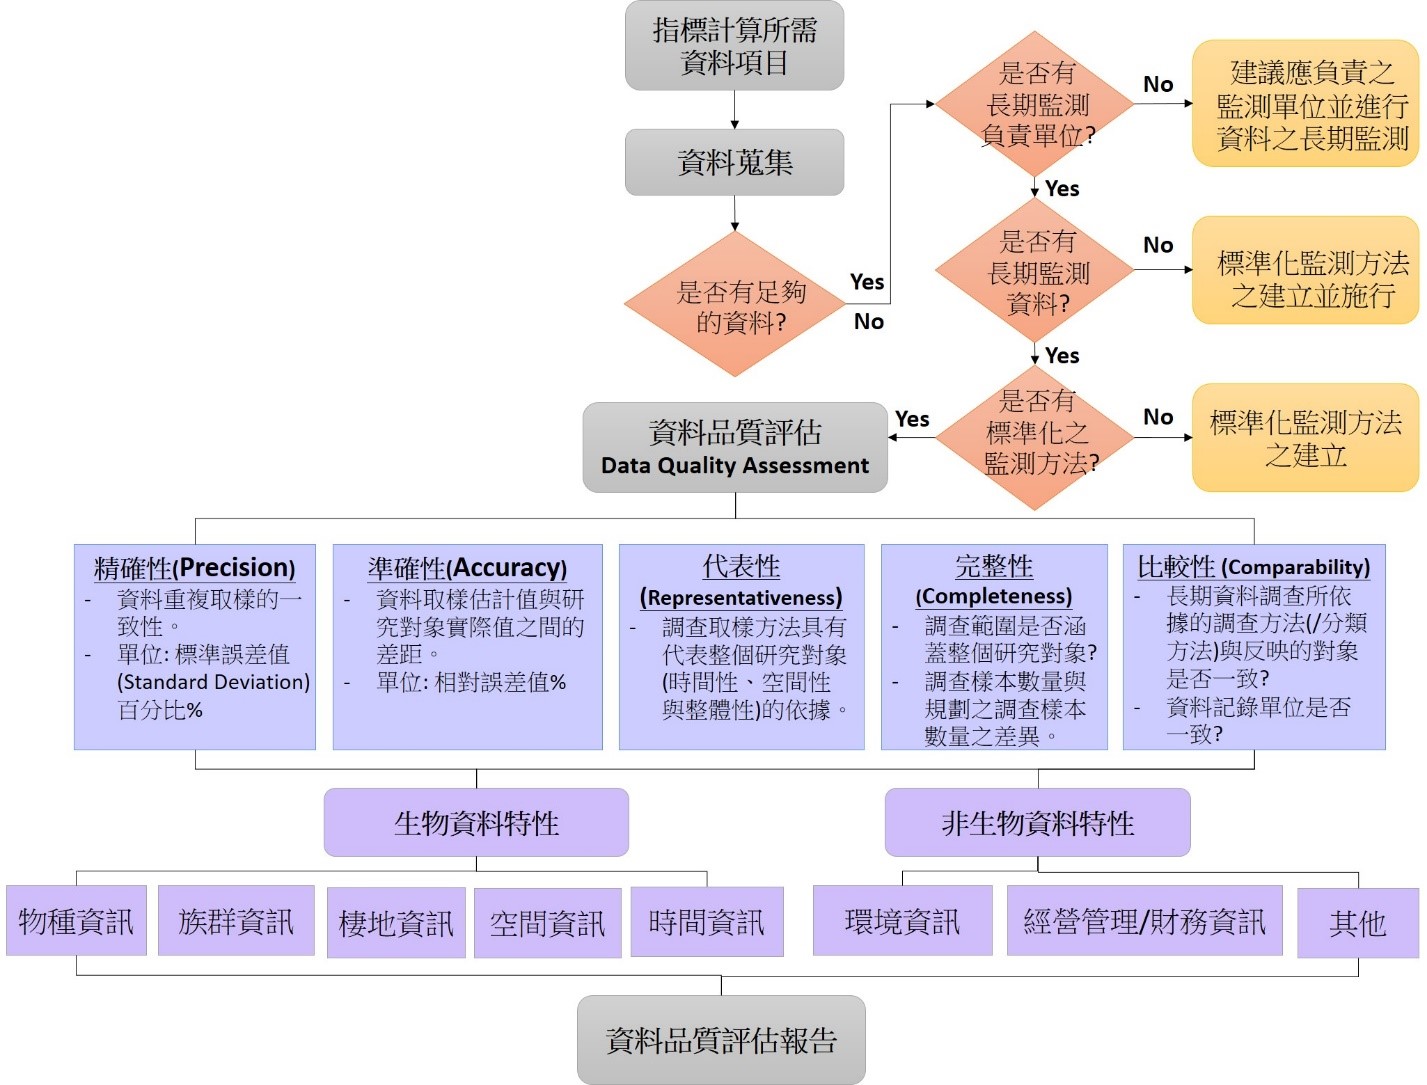 指標計算所需
資料項目
資料蒐集
是否有足夠
的資料?
Yes
No
是否有
長期監測
負責單位?
No
建議應負責之
監測單位並進行
資料之長期監測
Yes
是否有
長期監測
資料?
No
標準化監測方法
之建立並施行
Yes
是否有
標準化之
監測方法?
No
標準化監測方法
之建立
Yes
資料品質評估
Data Quality Assessment
精確性(Precision)
- 資料重複取樣的一
致性。
- 單位: 標準誤差值
(Standard Deviation)
百分比%
準確性(Accuracy)
- 資料取樣估計值與研
究對象實際值之間的
差距。
- 單位: 相對誤差值%
代表性
(Representativeness)
- 調查取樣方法具有
代表整個研究對象
(時間性、空間性
與整體性)的依據。
完整性
(Completeness)
- 調查範圍是否涵
蓋整個研究對象?
- 調查樣本數量與
規劃之調查樣本
數量之差異。
比較性 (Comparability)
- 長期資料調查所依
據的調查方法(/分類
方法)與反映的對象
是否一致?
- 資料記錄單位是否
一致?
生物資料特性
非生物資料特性
物種資訊
族群資訊
棲地資訊
空間資訊
時間資訊
環境資訊
經營管理/財務資訊
其他
資料品質評估報告